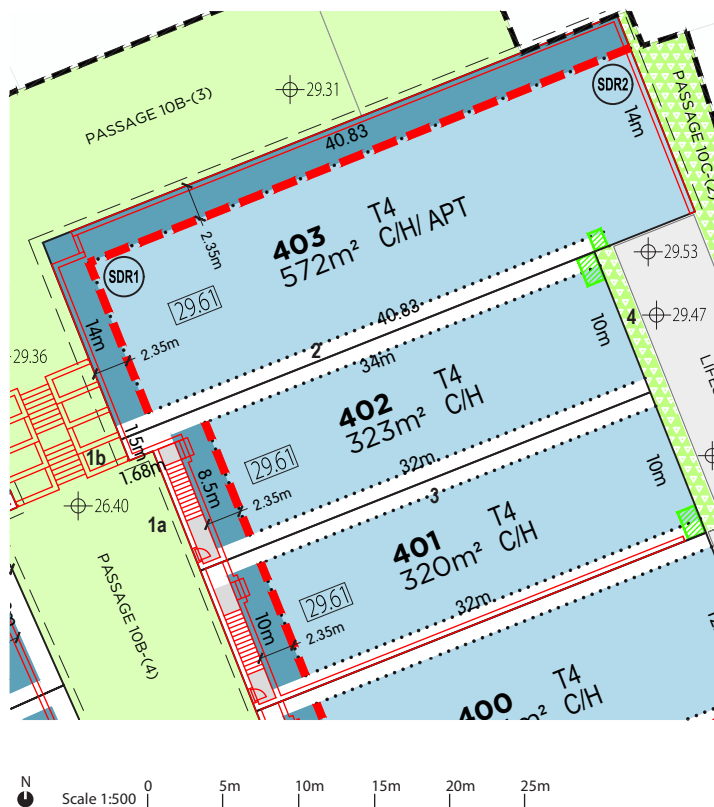 PASSAGE 10B-(3)
29.31
SDR2
PASSAGE 10C-(2)
14m
40.83
T4
C/H/ APT
403
572m²
2.35m
SDR1
29.61
29.53
29.47
4
14m
2.35m
29.36
40.83
2
34m
10m
T4
C/H
402
323m²
29.61
1.5m
1.68m
1b
8.5m
2.35m
32m
3
10m
26.40
1a
T4
C/H
401
320m²
29.61
32m
PASSAGE 10B-(4)
10m
2.35m
T4
C/H
400
N
Scale 1:500
0
5m
10m
15m
20m
25m